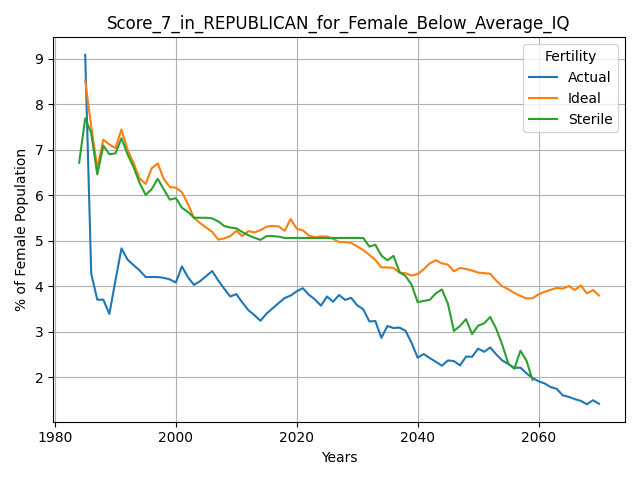 Score_7_in_REPUBLICAN_for_Female_Below_Average_IQ
Fertility
Actual
Ideal
Sterile
% of Female Population
9
8
7
6
5
4
3
2
1980
2000
2020
2040
2060
Years